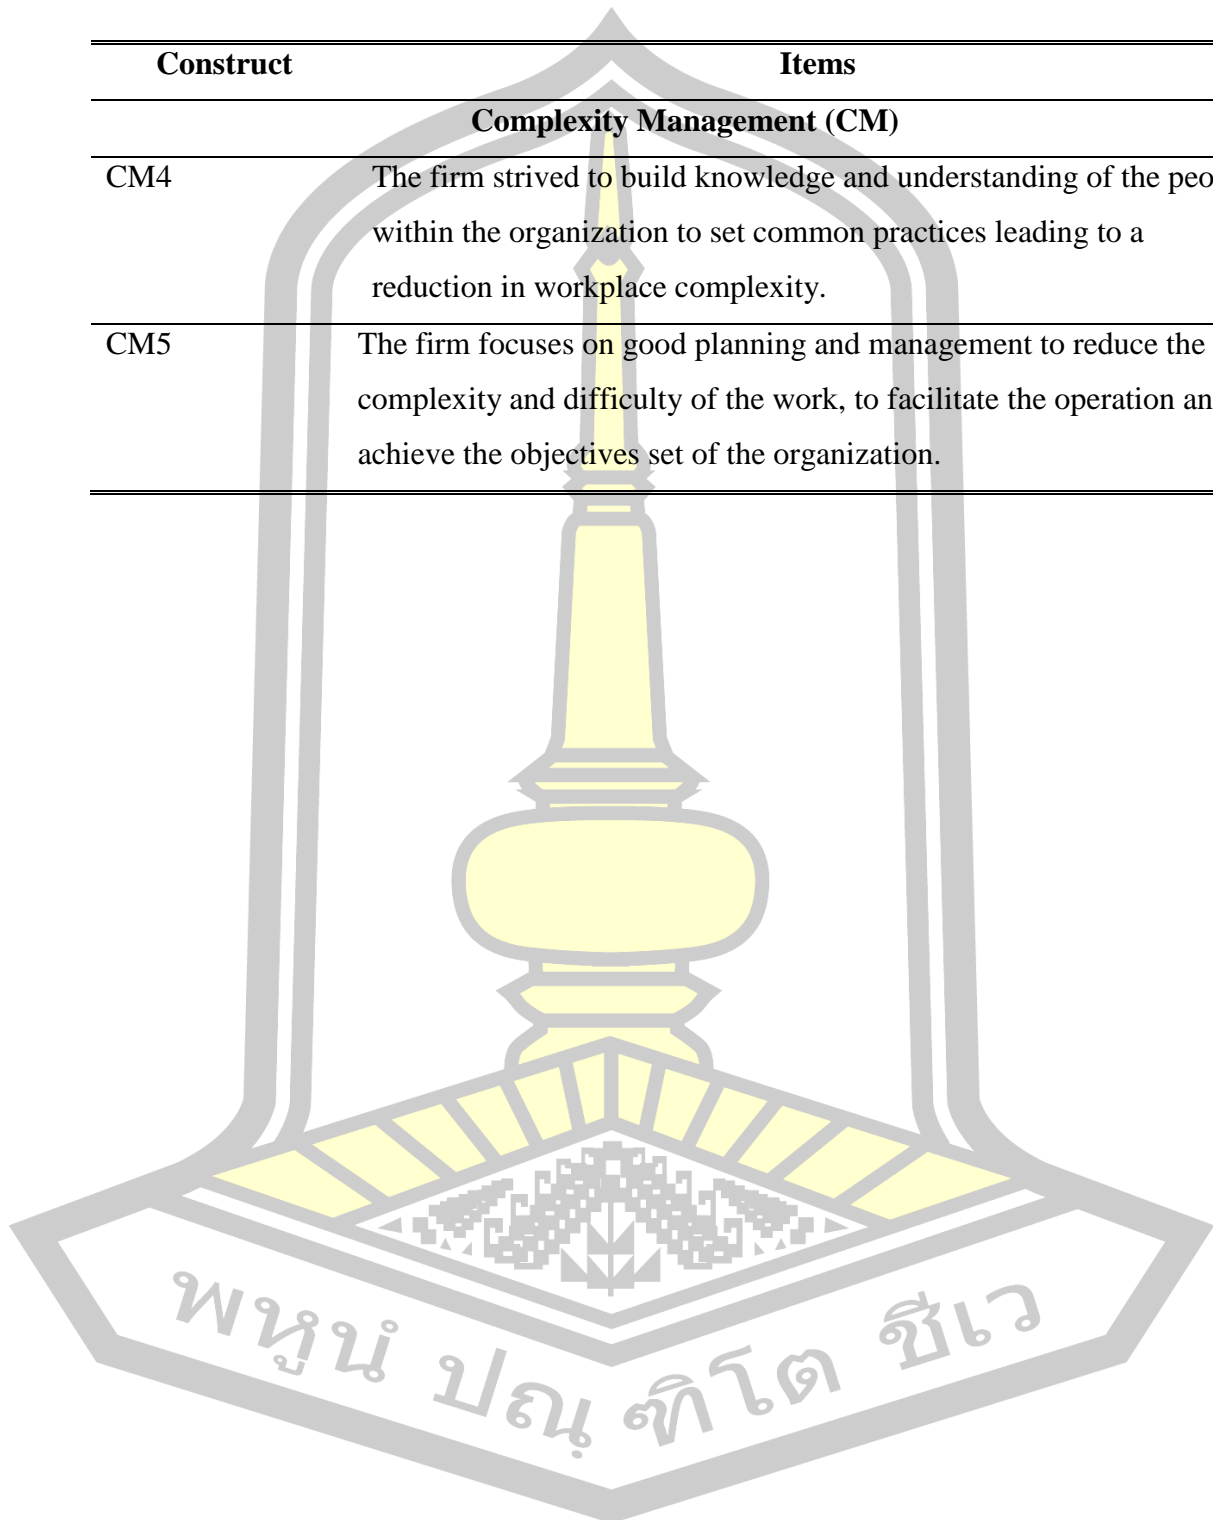 Construct Items
Complexity Management (CM)
CM4 The firm strived to build knowledge and understanding of the
within the organization to set common practices leading to a
reduction in workplace complexity.
CM5 The firm focuses on good planning and management to reduce the
complexity and difficulty of the work, to facilitate the operation
achieve the objectives set of the organization.
พหูนํ ปณฺฑิโต ชีเว